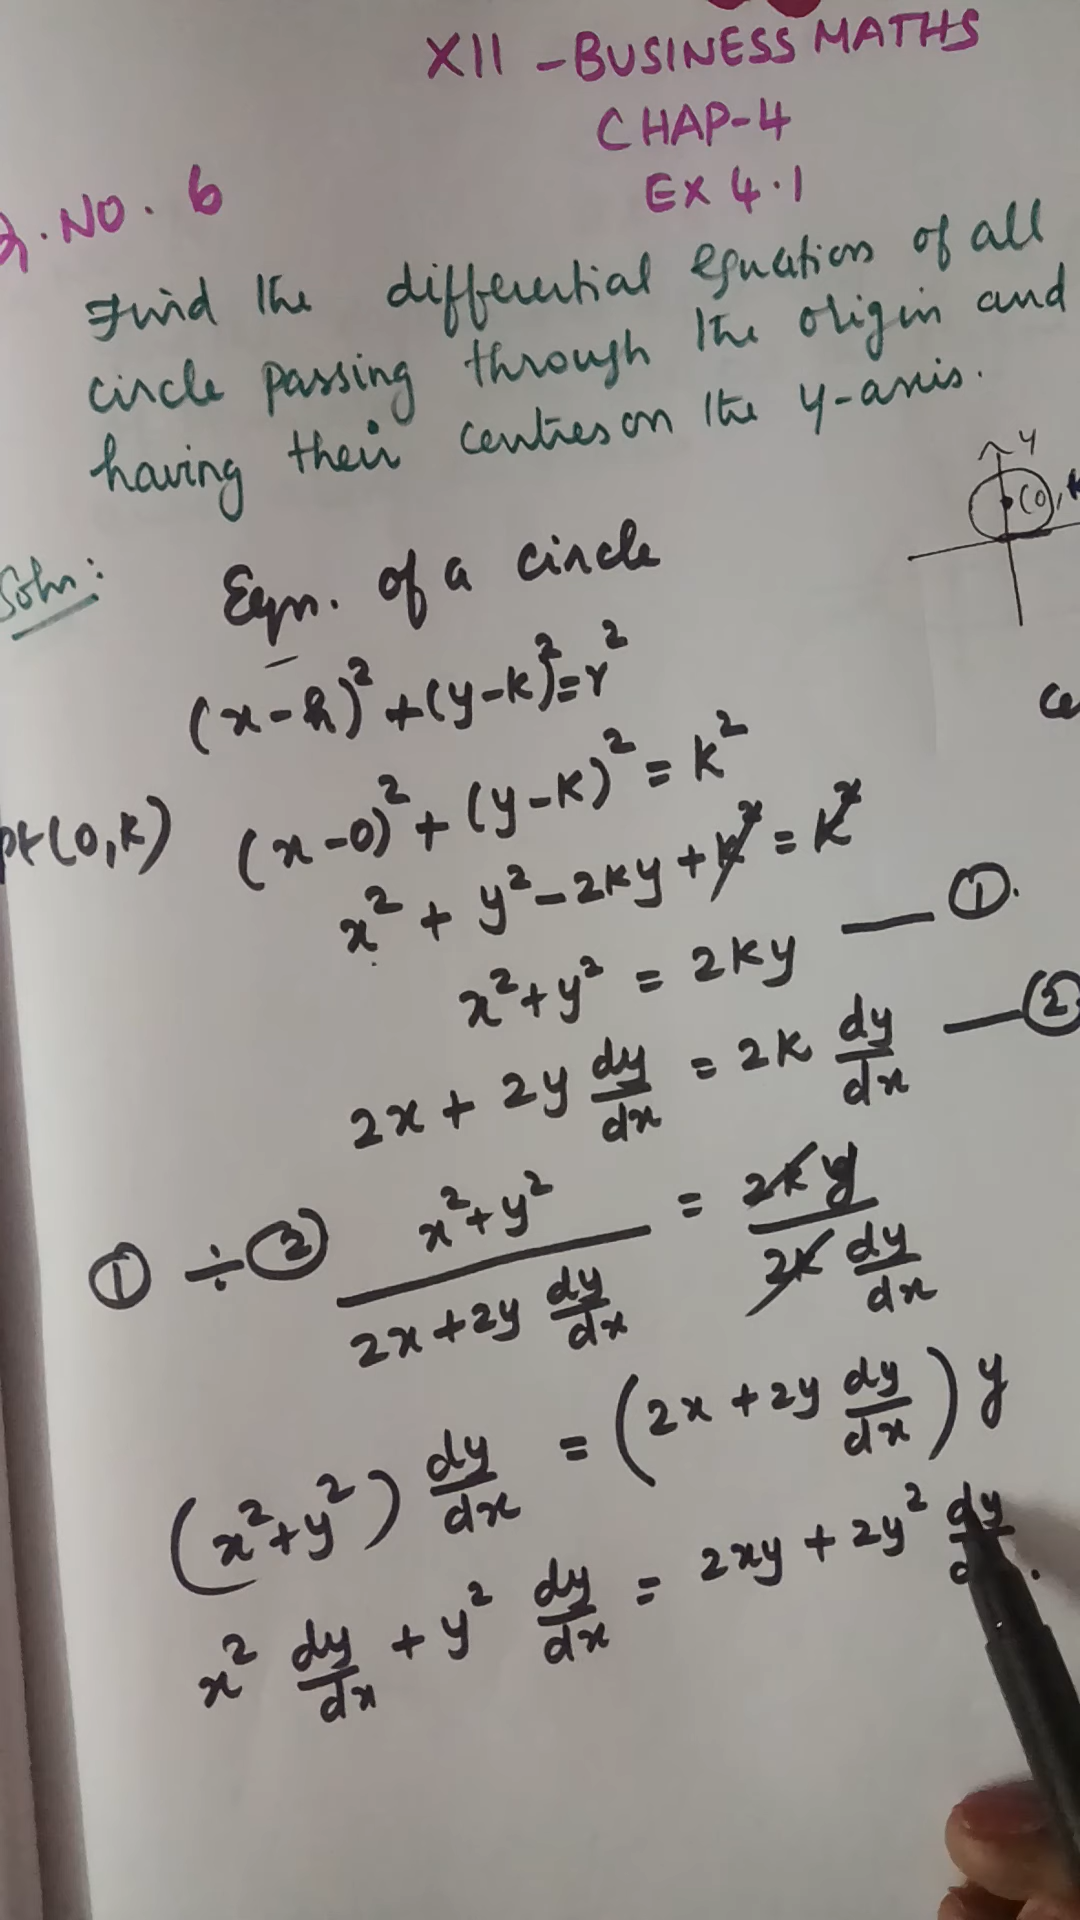 XII - BUSINESS MATHS
CHAP-4
EX 4.1
Q. NO. 6
Find the differential equation of all
circle passing through the origin and
having their centres on the y-axis.
Y
(0, k
Soln:
Eqn. of a circle
(x-h)²+(y-k)²=r²
Ce
pt(0,k) (x-0)²+(y-k)²=k²
x²+y²-2ky+k²=k²
x²+y²=2ky — ①.
2x+2y dy/dx = 2k dy/dx — ②
①÷② x²+y² / 2x+2y dy/dx = 2ky / 2k dy/dx
(x²+y²) dy/dx = (2x+2y dy/dx) y
x² dy/dx + y² dy/dx = 2xy+2y² dy/d